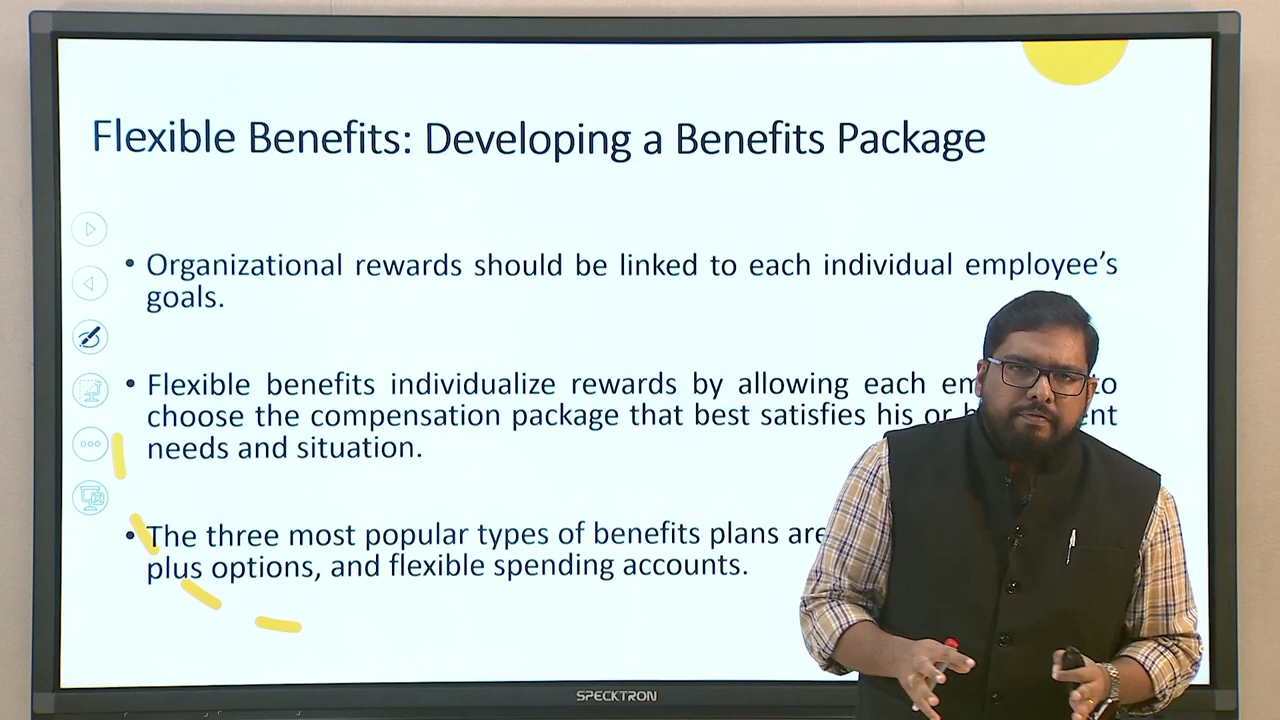 Flexible Benefits: Developing a Benefits Package
• Organizational rewards should be linked to each individual employee’s
goals.
• Flexible benefits individualize rewards by allowing each to
choose the compensation package that best satisfies his or
needs and situation.
• The three most popular types of benefits plans are
plus options, and flexible spending accounts.
SPECKTRON